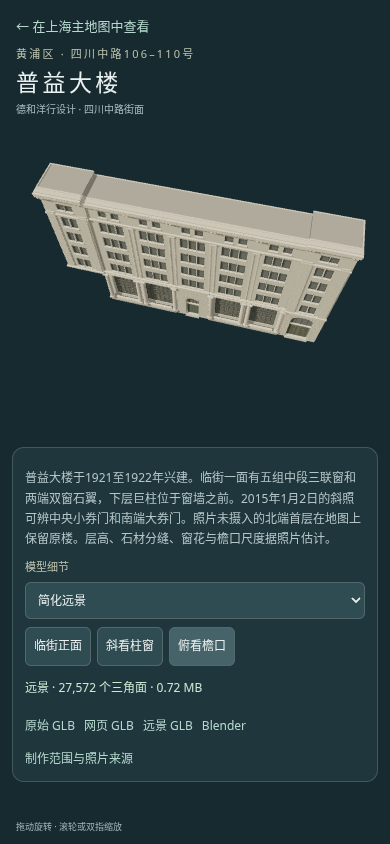 ← 在上海主地图中查看
黄浦区 · 四川中路106–110号
普益大楼
德和洋行设计 · 四川中路街面
普益大楼于1921至1922年兴建。临街一面有五组中段三联窗和
两端双窗石翼，下层巨柱位于窗墙之前。2015年1月2日的斜照
可辨中央小券门和南端大券门。照片未摄入的北端首层在地图上
保留原楼。层高、石材分缝、窗花与檐口尺度据照片估计。
模型细节
简化远景
临街正面 斜看柱窗 俯看檐口
远景 · 27,572 个三角面 · 0.72 MB
原始 GLB 网页 GLB 远景 GLB Blender
制作范围与照片来源
拖动旋转 · 滚轮或双指缩放